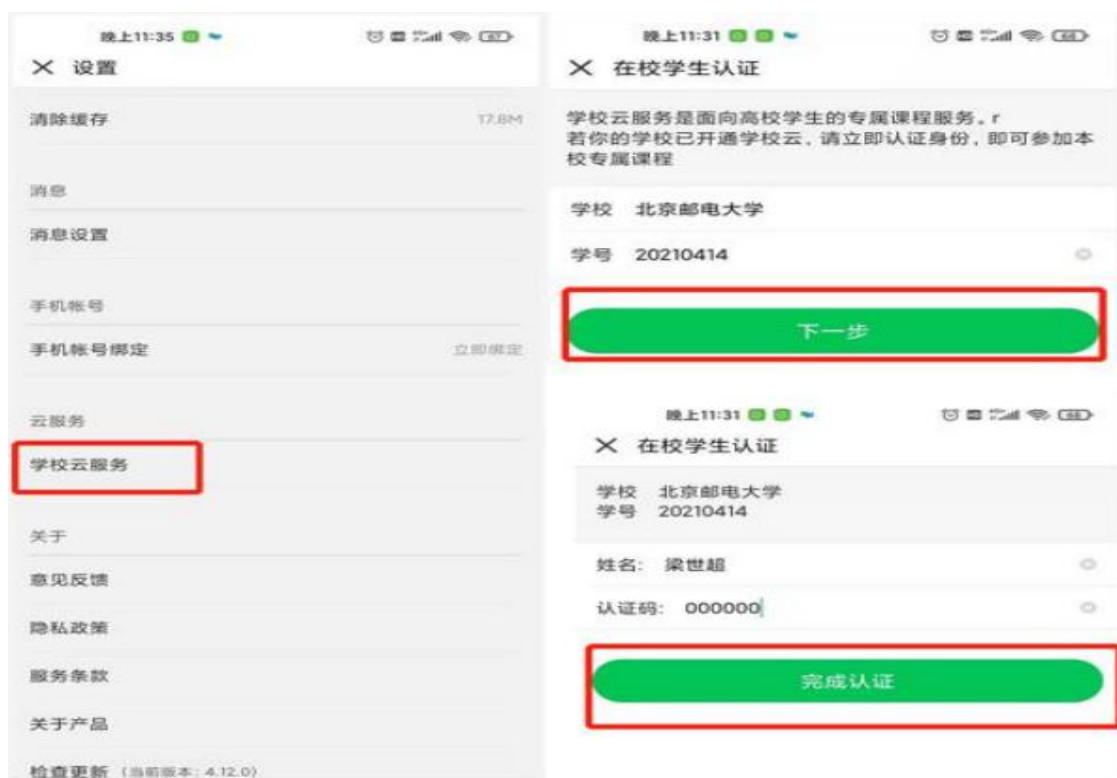 晚上11:35
设置
清除缓存 17.8M
消息
消息设置
手机帐号
手机帐号绑定 立即绑定
云服务
学校云服务
关于
意见反馈
隐私政策
服务条款
关于产品
检查更新 (当前版本: 4.12.0)
晚上11:31
在校学生认证
学校云服务是面向高校学生的专属课程服务。r
若你的学校已开通学校云,请立即认证身份,即可参加本
校专属课程
学校 北京邮电大学
学号 20210414
下一步
晚上11:31
在校学生认证
学校 北京邮电大学
学号 20210414
姓名: 梁世超
认证码: 000000
完成认证